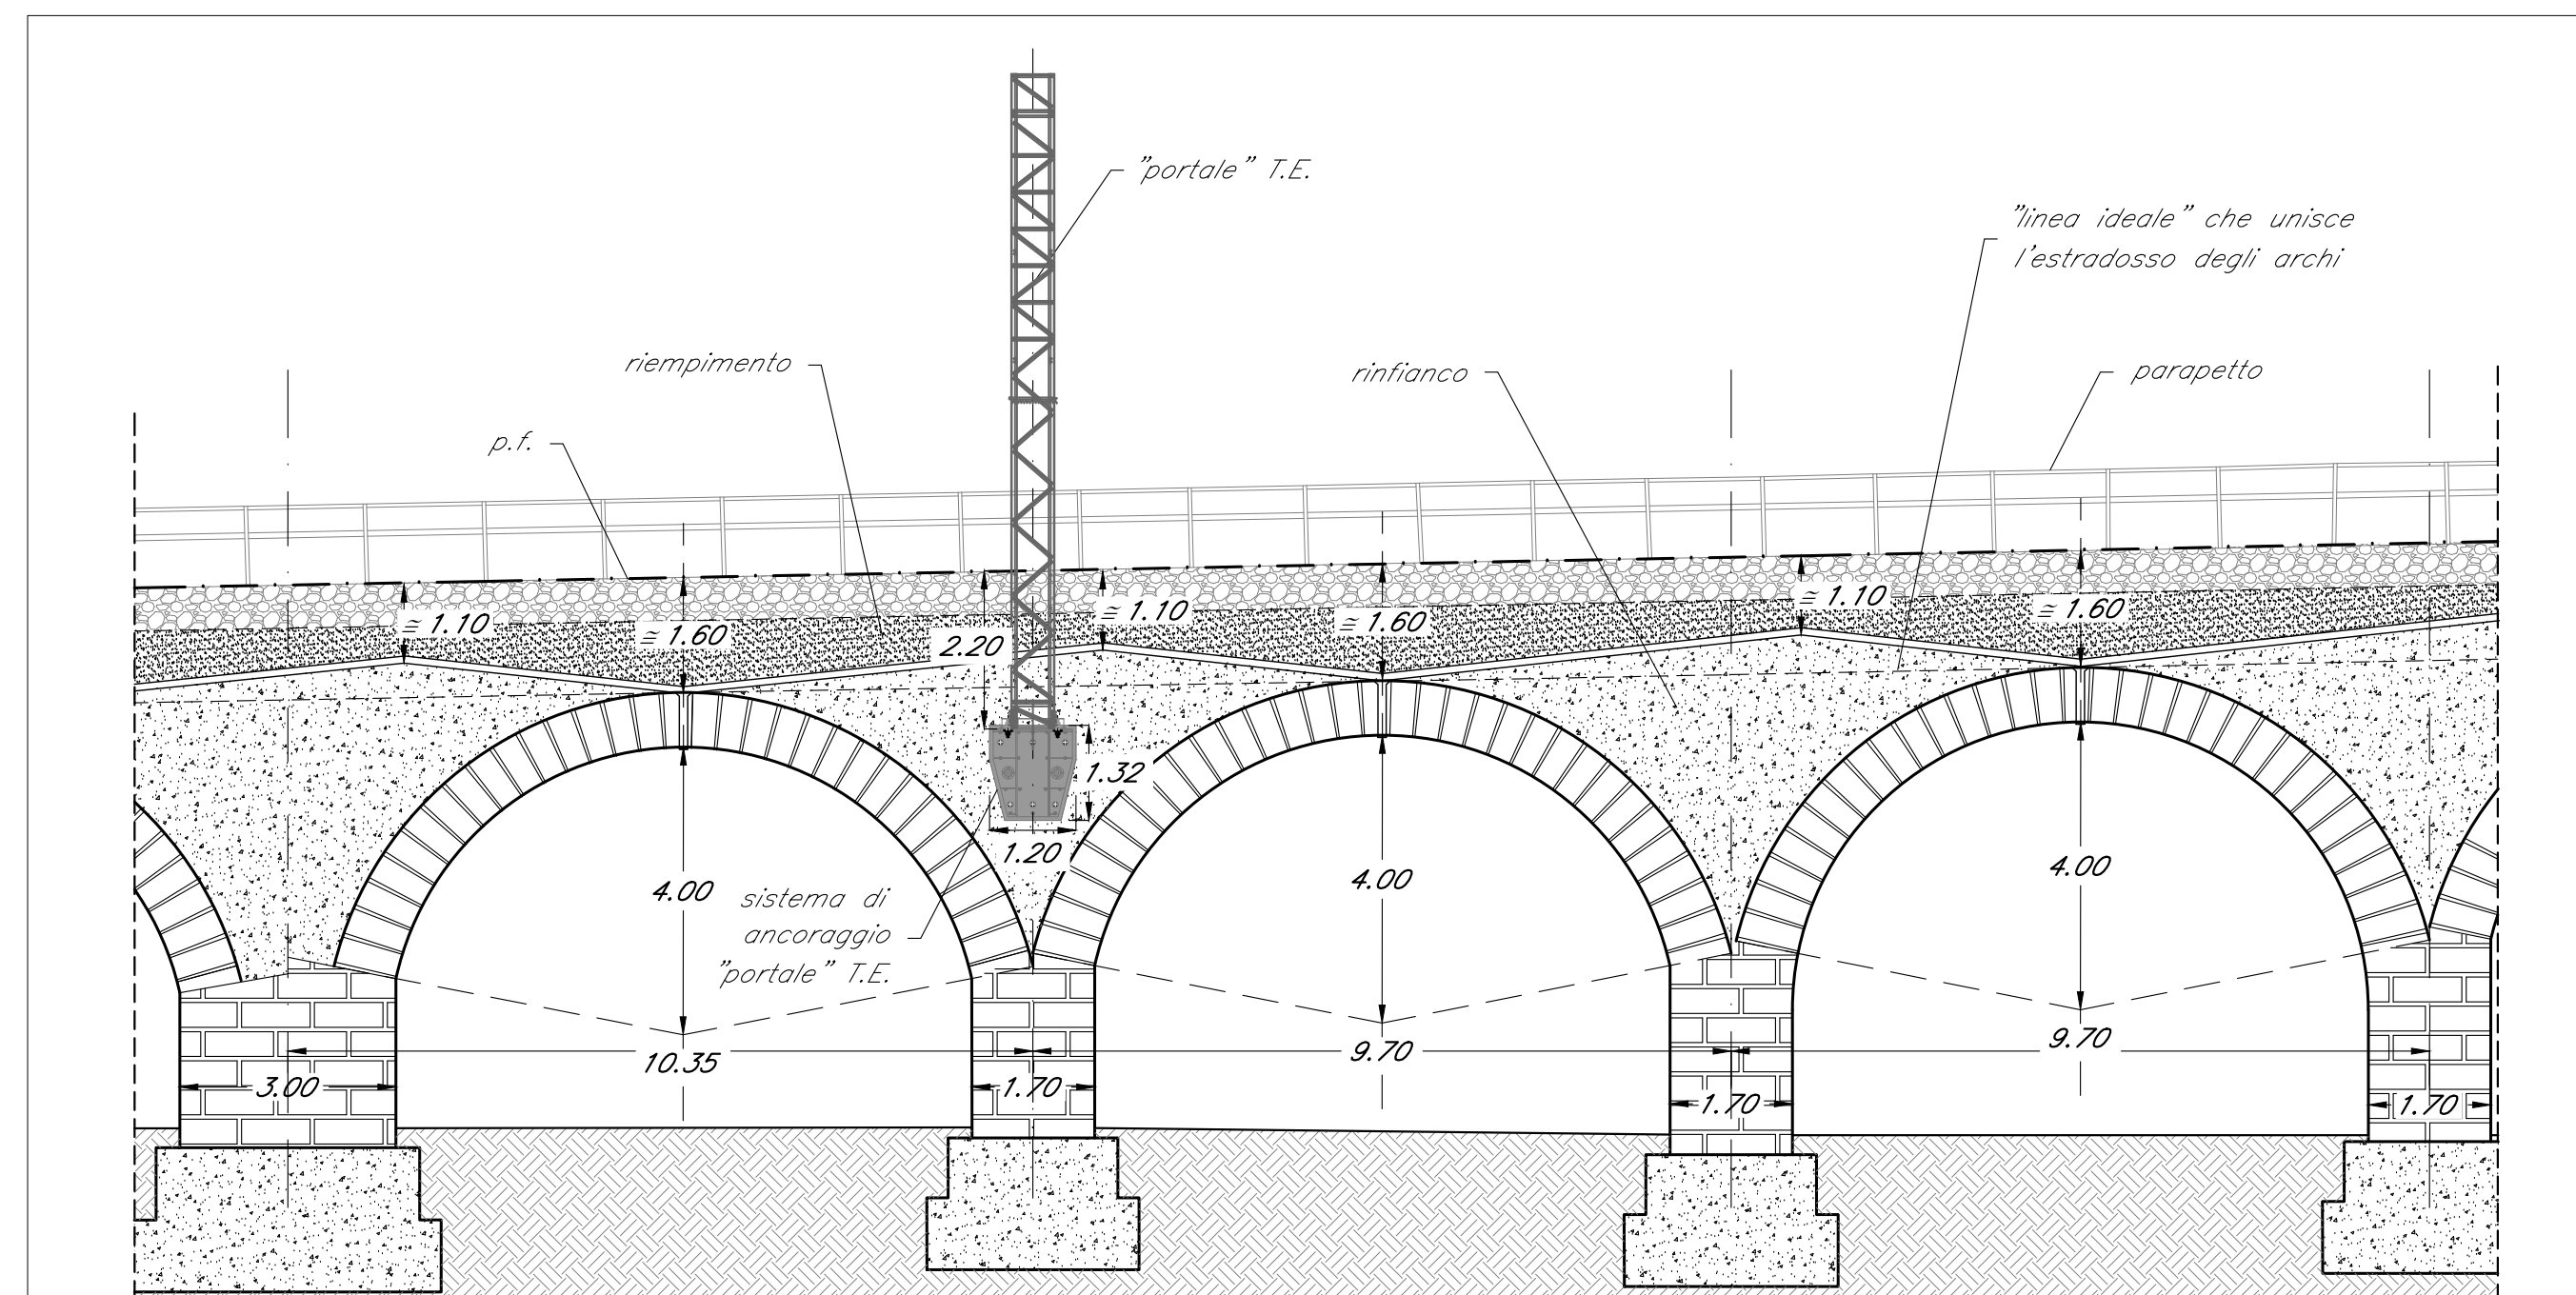 "portale" T.E.
"linea ideale" che unisce
l'estradosso degli archi
riempimento
rinfianco
parapetto
p.f.
≅ 1.10
≅ 1.60
2.20
≅ 1.10
≅ 1.60
≅ 1.10
≅ 1.60
1.32
1.20
4.00
4.00
4.00
sistema di
ancoraggio
"portale" T.E.
10.35
9.70
9.70
3.00
1.70
1.70
1.70